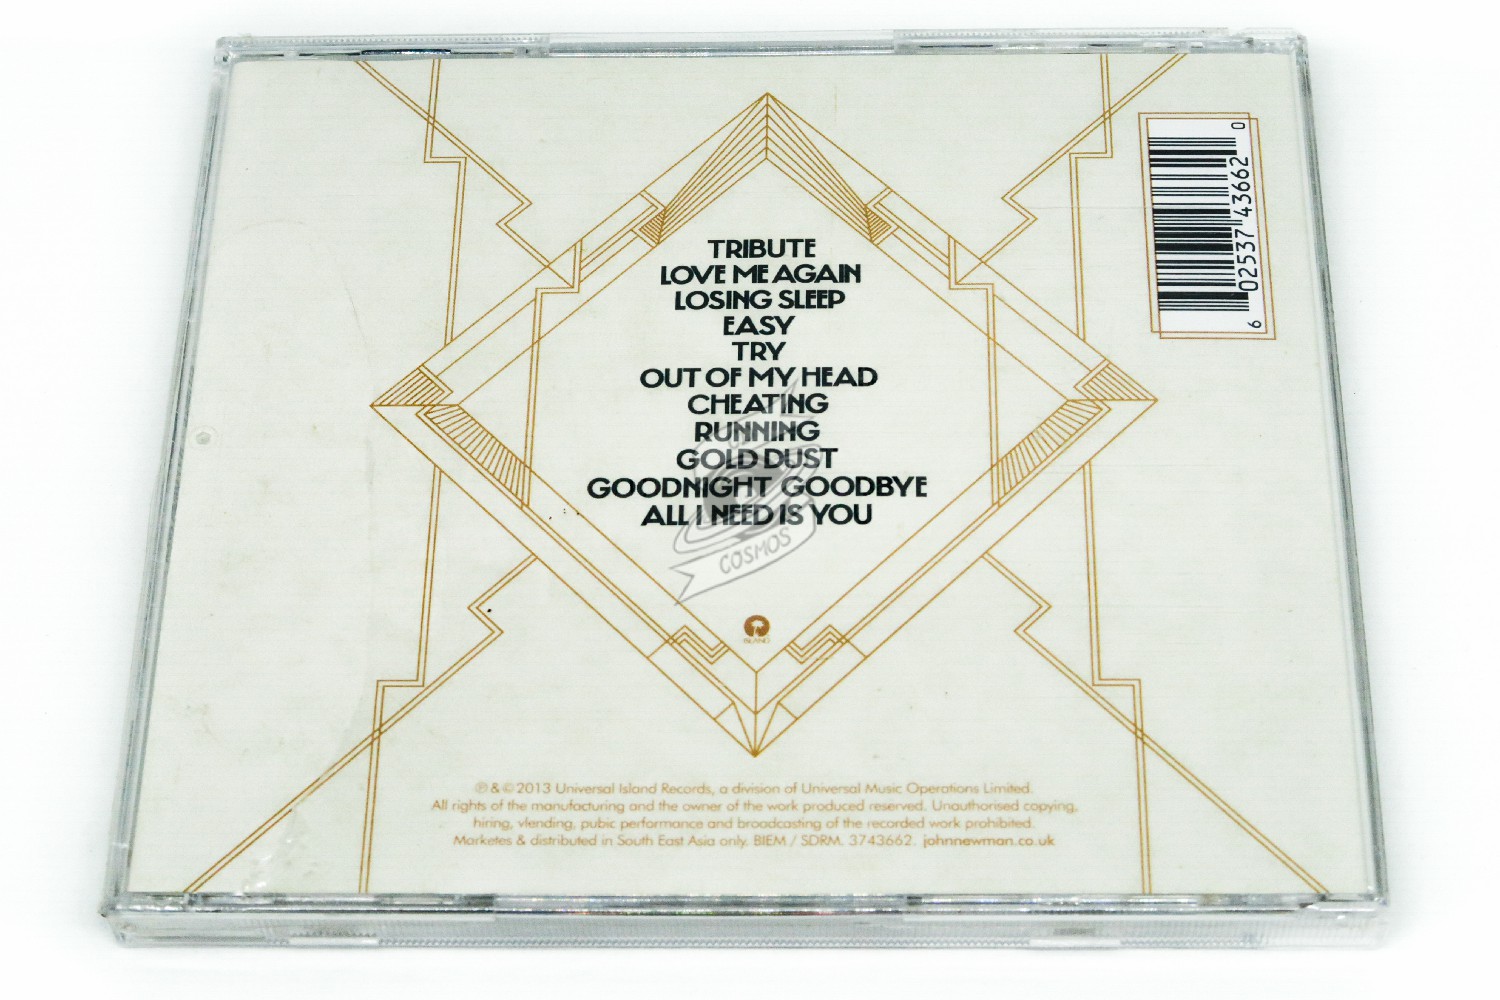 TRIBUTE
LOVE ME AGAIN
LOSING SLEEP
EASY
TRY
OUT OF MY HEAD
CHEATING
RUNNING
GOLD DUST
GOODNIGHT GOODBYE
ALL I NEED IS YOU
COSMOS
ISLAND
℗ & © 2013 Universal Island Records, a division of Universal Music Operations Limited.
All rights of the manufacturing and the owner of the work produced reserved. Unauthorised copying,
hiring, vlending, pubic performance and broadcasting of the recorded work prohibited.
Marketes & distributed in South East Asia only. BIEM / SDRM. 3743662. johnnewman.co.uk
6 02537 43662 0